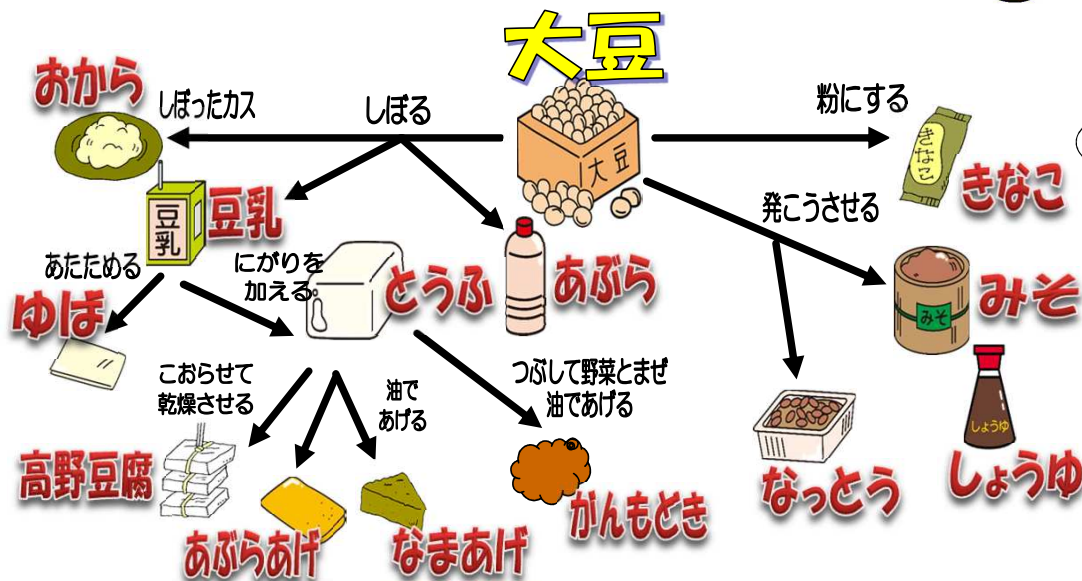 大豆
おから
しぼったカス
しぼる
粉にする
大豆
きなこ
きなこ
豆乳
豆乳
発こうさせる
あたためる
にがりを
加える
とうふ
あぶら
みそ
みそ
ゆば
こおらせて
乾燥させる
油で
あげる
つぶして野菜とまぜ
油であげる
しょうゆ
高野豆腐
あぶらあげ
なまあげ
がんもどき
なっとう
しょうゆ